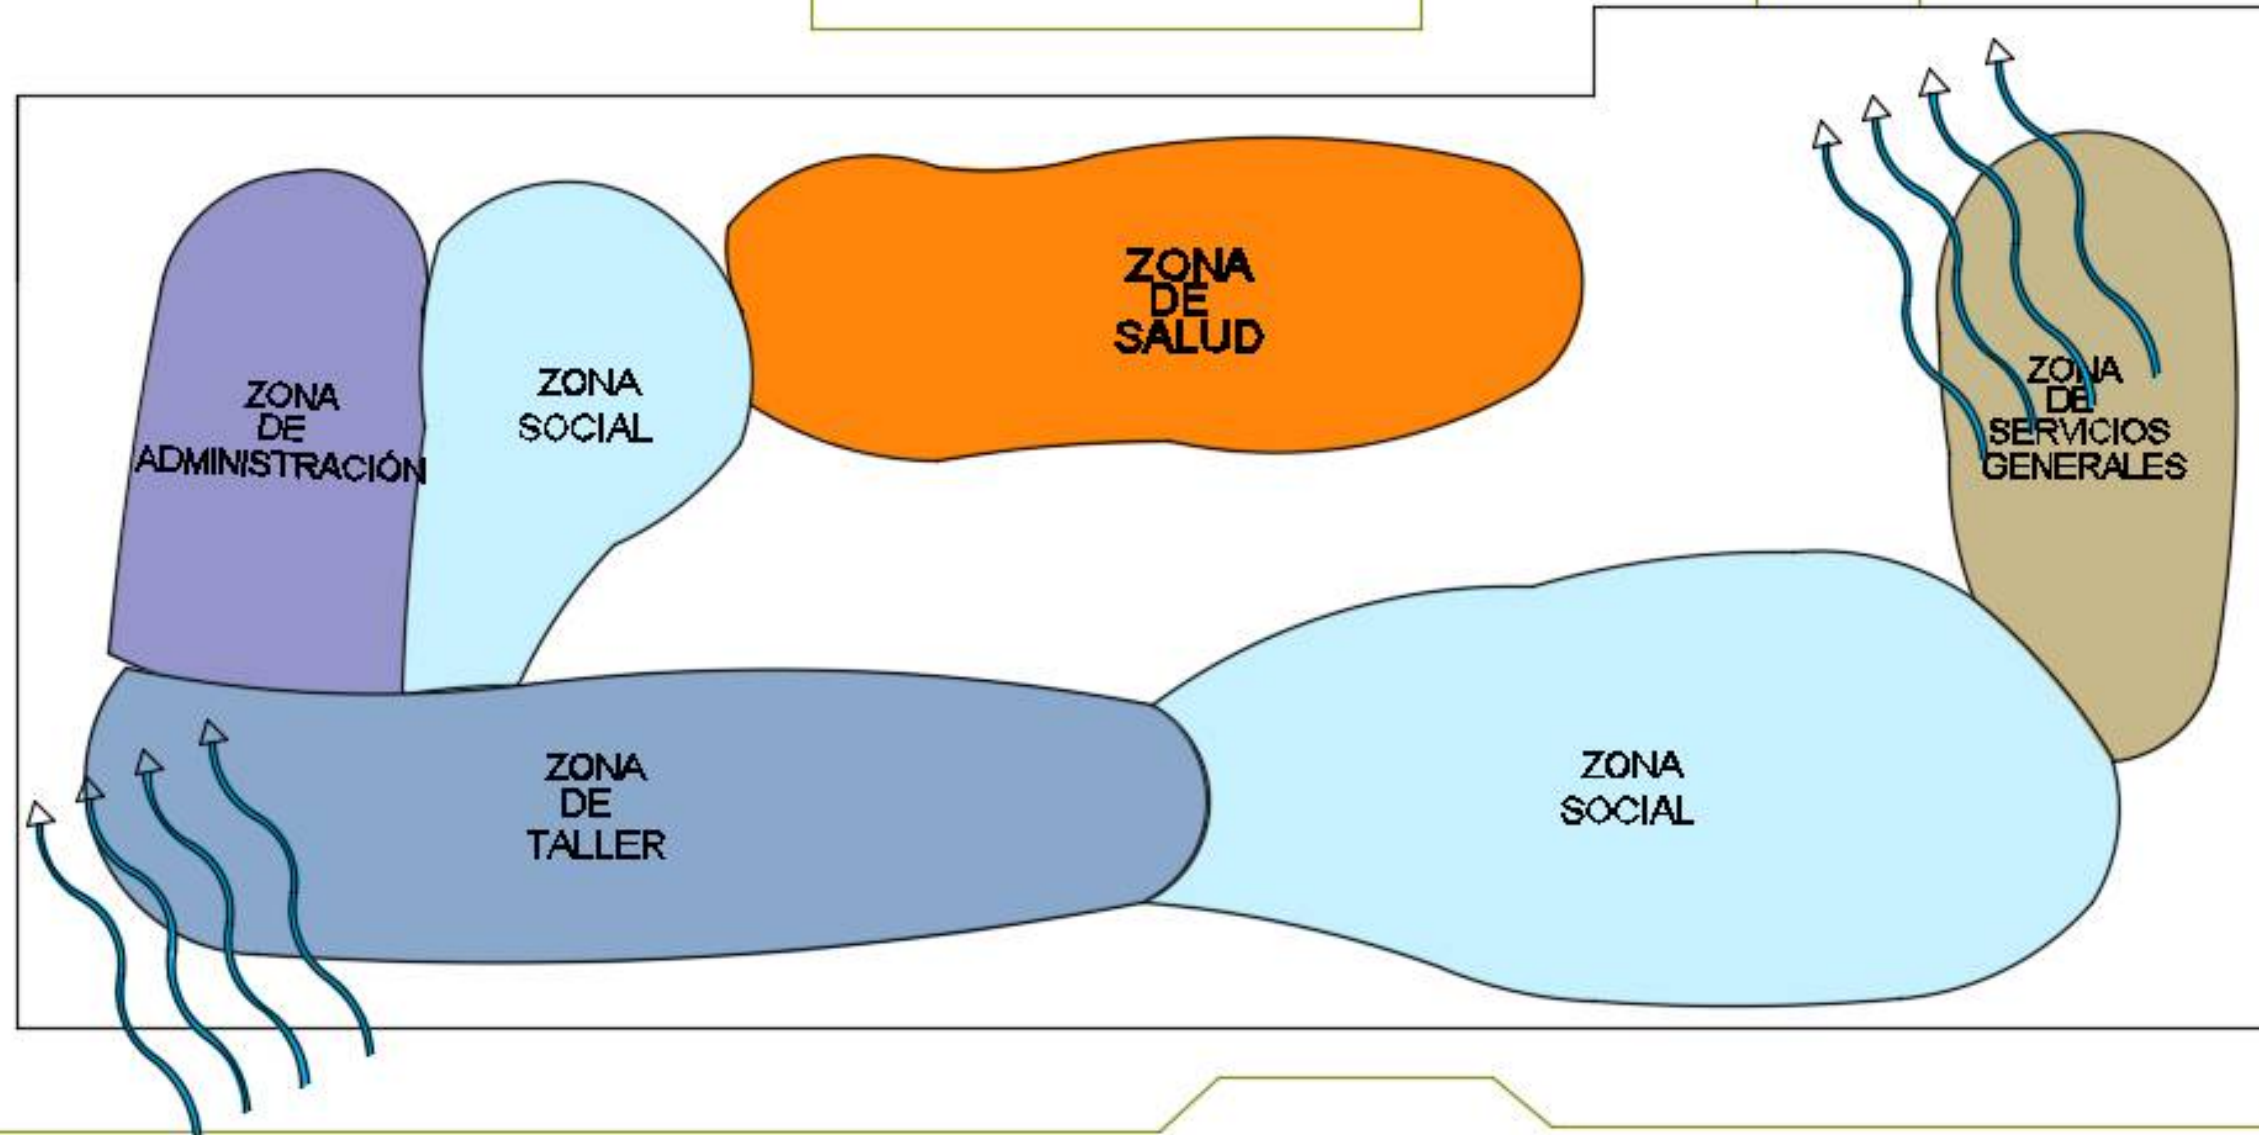 ZONA
DE
SALUD
ZONA
DE
ADMINISTRACIÓN
ZONA
SOCIAL
ZONA
DE
SERVICIOS
GENERALES
ZONA
DE
TALLER
ZONA
SOCIAL